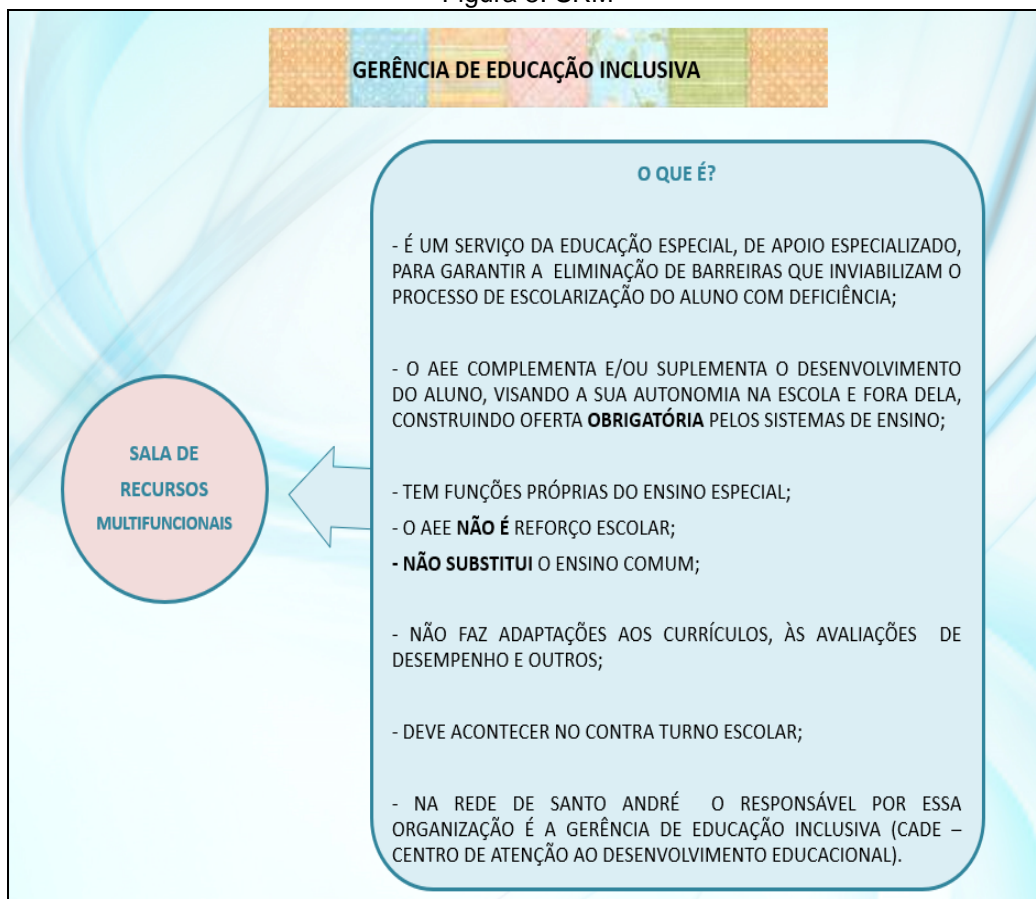 GERÊNCIA DE EDUCAÇÃO INCLUSIVA
O QUE É?
- É UM SERVIÇO DA EDUCAÇÃO ESPECIAL, DE APOIO ESPECIALIZADO,
PARA GARANTIR A ELIMINAÇÃO DE BARREIRAS QUE INVIABILIZAM O
PROCESSO DE ESCOLARIZAÇÃO DO ALUNO COM DEFICIÊNCIA;
- O AEE COMPLEMENTA E/OU SUPLEMENTA O DESENVOLVIMENTO
DO ALUNO, VISANDO A SUA AUTONOMIA NA ESCOLA E FORA DELA,
CONSTRUINDO OFERTA OBRIGATÓRIA PELOS SISTEMAS DE ENSINO;
- TEM FUNÇÕES PRÓPRIAS DO ENSINO ESPECIAL;
- O AEE NÃO É REFORÇO ESCOLAR;
- NÃO SUBSTITUI O ENSINO COMUM;
- NÃO FAZ ADAPTAÇÕES AOS CURRÍCULOS, ÀS AVALIAÇÕES DE
DESEMPENHO E OUTROS;
- DEVE ACONTECER NO CONTRA TURNO ESCOLAR;
- NA REDE DE SANTO ANDRÉ O RESPONSÁVEL POR ESSA
ORGANIZAÇÃO É A GERÊNCIA DE EDUCAÇÃO INCLUSIVA (CADE –
CENTRO DE ATENÇÃO AO DESENVOLVIMENTO EDUCACIONAL).
SALA DE
RECURSOS
MULTIFUNCIONAIS